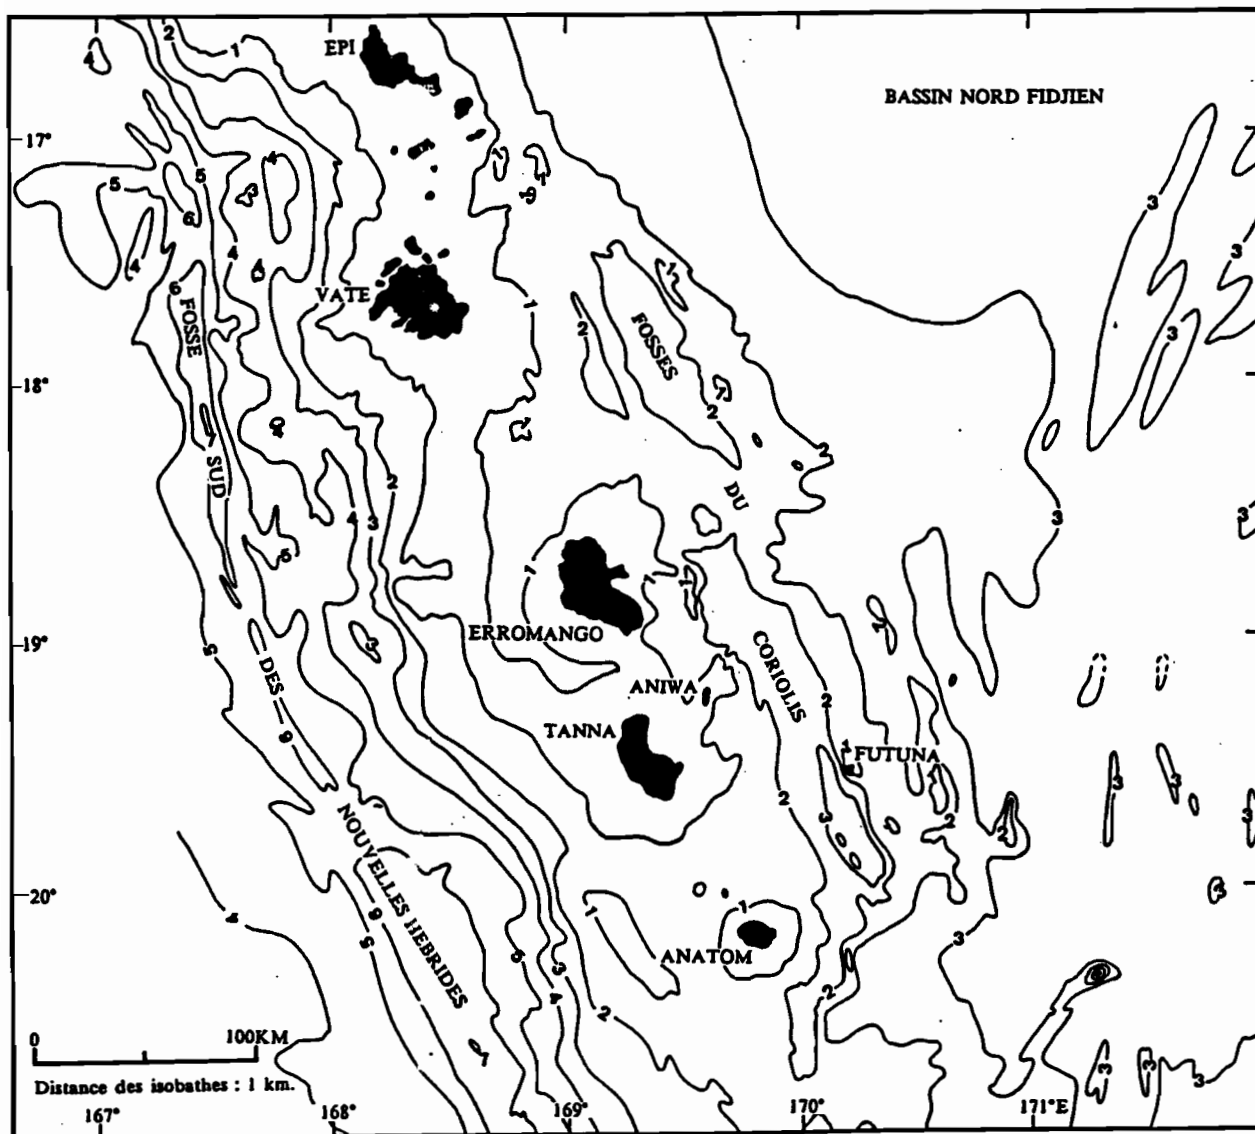 EPI
BASSIN NORD FIDJIEN
17°
VATE
FOSSE
SUD
DES
NOUVELLES HEBRIDES
FOSSES
DU
CORIOLIS
18°
ERROMANGO
19°
ANIWA
TANNA
FUTUNA
20°
ANATOM
0 100KM
Distance des isobathes : 1 km.
167° 168° 169° 170° 171°E